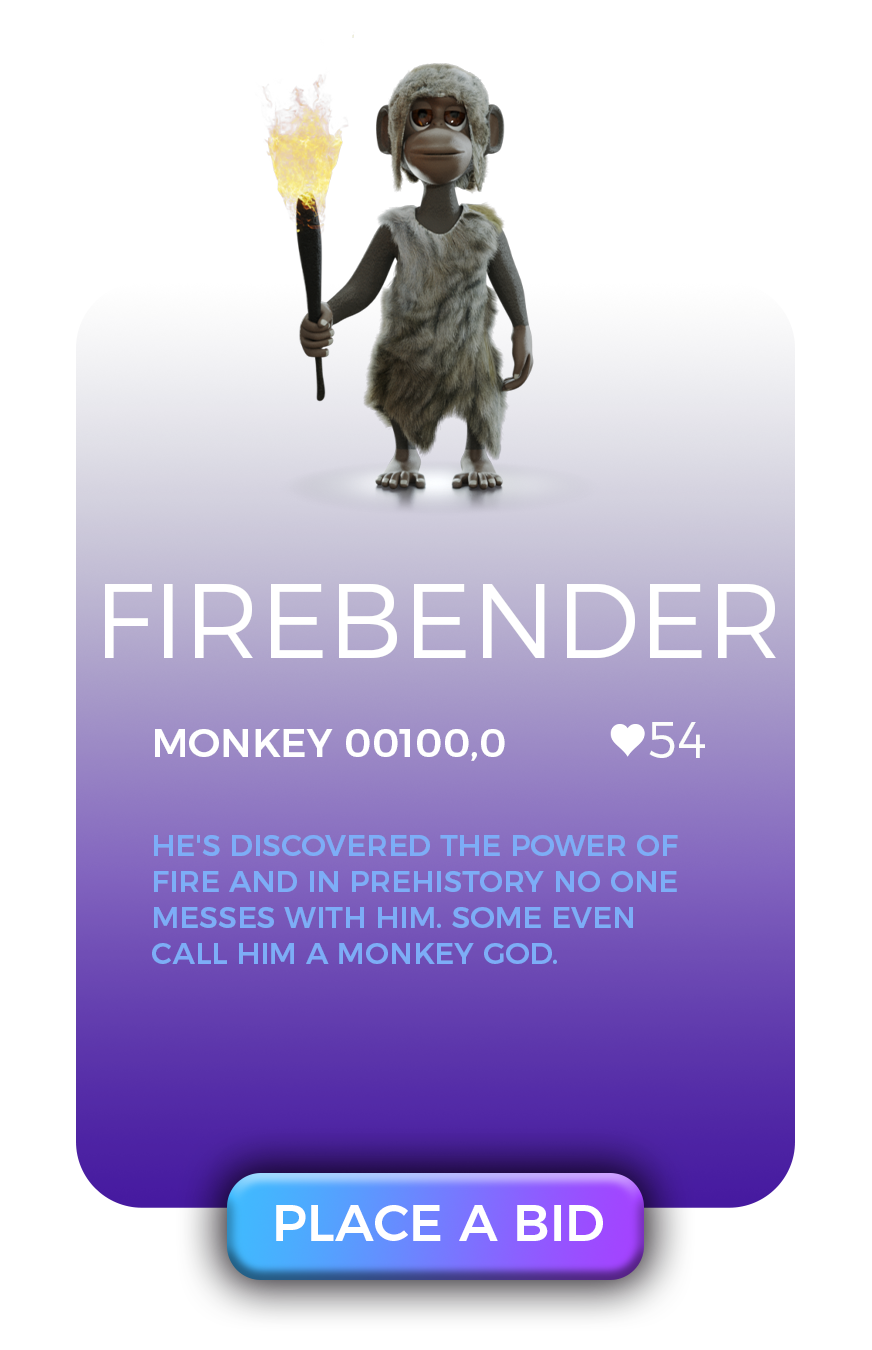 FIREBENDER
MONKEY 00100,0
54
HE'S DISCOVERED THE POWER OF
FIRE AND IN PREHISTORY NO ONE
MESSES WITH HIM. SOME EVEN
CALL HIM A MONKEY GOD.
PLACE A BID